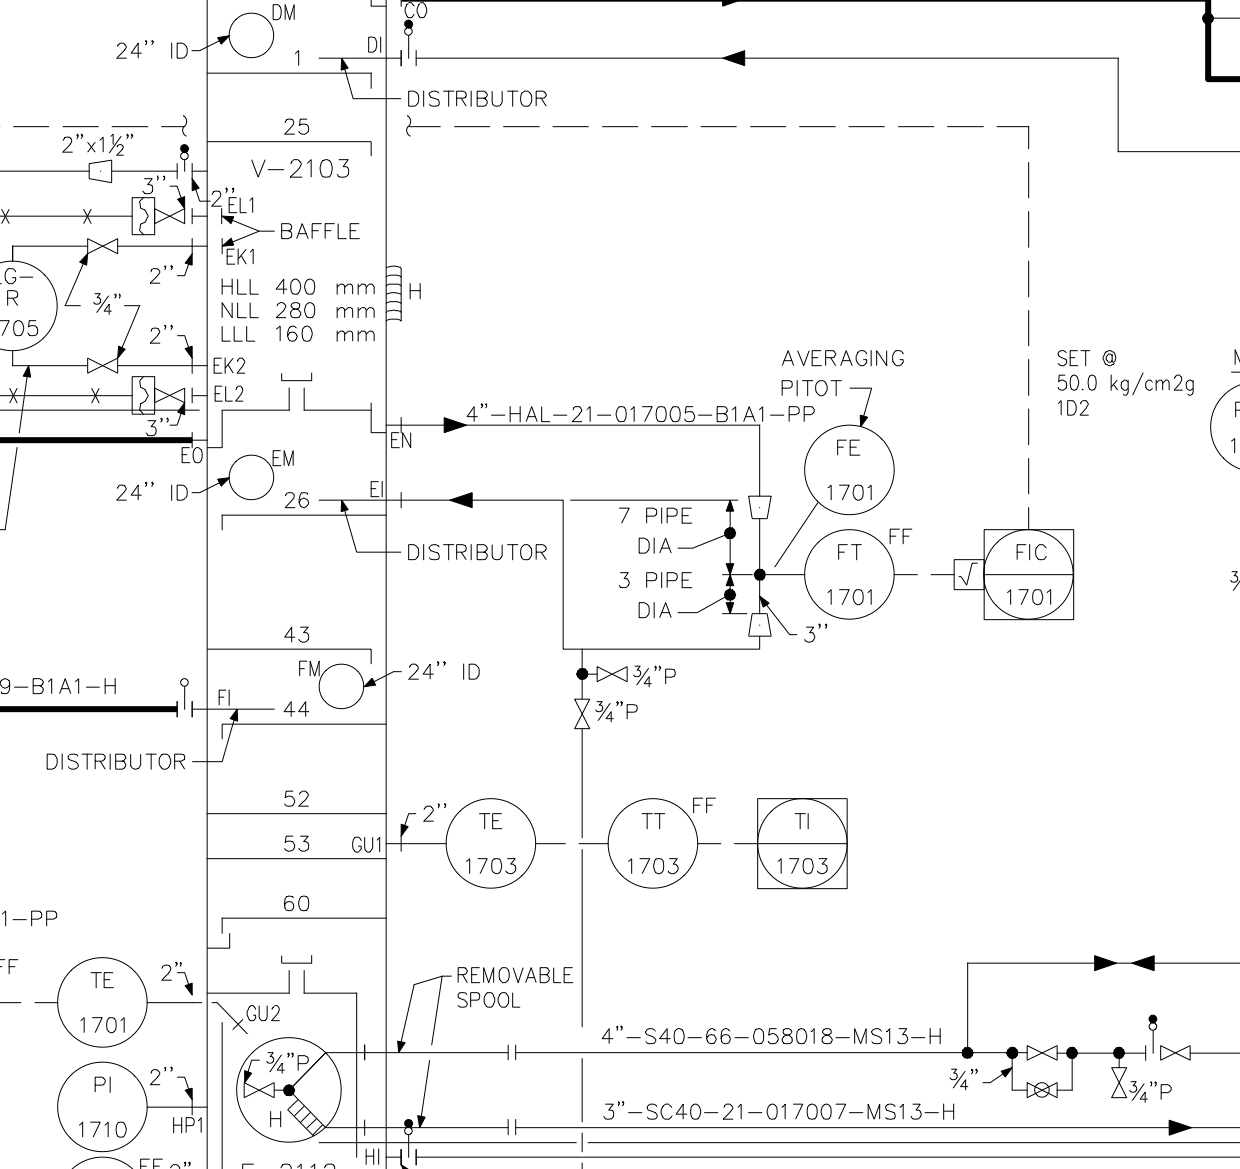 DM
CO
24" ID
DI
1
DISTRIBUTOR
25
2"x1½"
V-2103
3"
2"
EL1
BAFFLE
EK1
2"
HLL 400 mm
H
R
¾"
NLL 280 mm
705
LLL 160 mm
2"
EK2
AVERAGING
PITOT
SET @
50.0 kg/cm2g
1D2
EL2
3"
4"-HAL-21-017005-B1A1-PP
EO
EN
EM
FE
1701
24" ID
EI
26
7 PIPE
DIA
DISTRIBUTOR
FF
FT
1701
FIC
1701
√
3 PIPE
DIA
3"
43
FM
24" ID
9-B1A1-H
FI
44
¾"P
¾"P
DISTRIBUTOR
52
2"
FF
TE
1703
TT
1703
TI
1703
53
GU1
60
1-PP
FF
TE
1701
2"
GU2
REMOVABLE
SPOOL
4"-S40-66-058018-MS13-H
¾"P
¾"
¾"P
PI
1710
2"
HP1
H
3"-SC40-21-017007-MS13-H
HI
FF